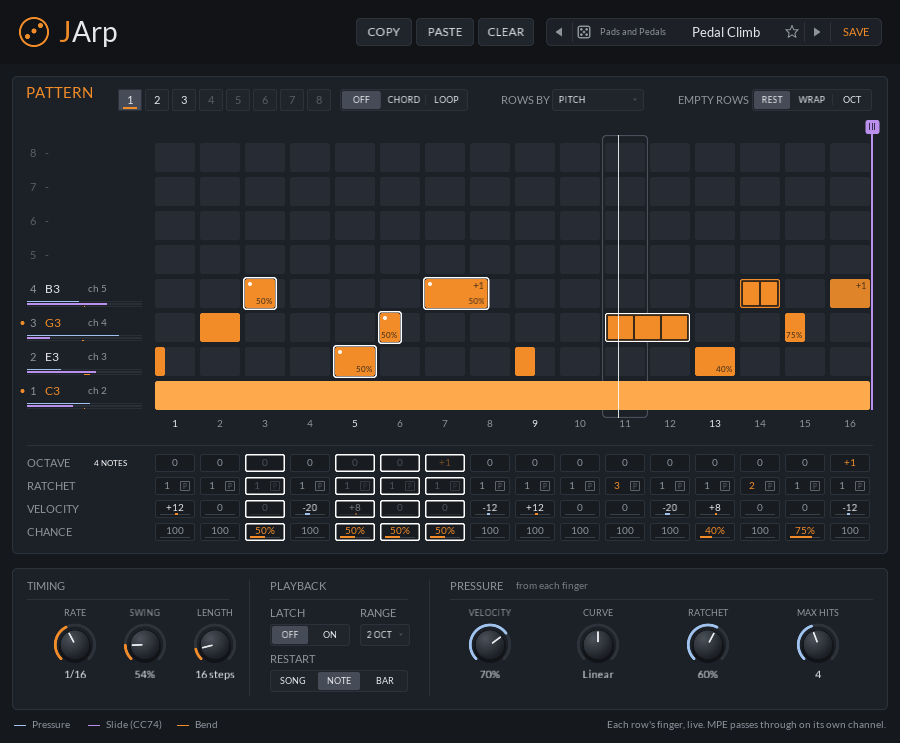 JArp
COPY PASTE CLEAR Pads and Pedals Pedal Climb SAVE
PATTERN 1 2 3 4 5 6 7 8 OFF CHORD LOOP ROWS BY PITCH EMPTY ROWS REST WRAP OCT
8 -
7 -
6 -
5 -
4 B3 ch 5 50% +1 50% +1
3 G3 ch 4 50% 75%
2 E3 ch 3 50% 40%
1 C3 ch 2
1 2 3 4 5 6 7 8 9 10 11 12 13 14 15 16
OCTAVE 4 NOTES 0 0 0 0 0 0 +1 0 0 0 0 0 0 0 0 +1
RATCHET 1 P 1 P 1 P 1 P 1 P 1 P 1 P 1 P 1 P 1 P 3 P 1 P 1 P 2 P 1 P 1 P
VELOCITY +12 0 0 -20 +8 0 0 -12 +12 0 0 -20 +8 0 0 -12
CHANCE 100 100 50% 100 50% 50% 50% 100 100 100 100 100 40% 100 75% 100
TIMING PLAYBACK PRESSURE from each finger
RATE SWING LENGTH LATCH RANGE VELOCITY CURVE RATCHET MAX HITS
OFF ON 2 OCT
RESTART
1/16 54% 16 steps SONG NOTE BAR 70% Linear 60% 4
Pressure Slide (CC74) Bend Each row's finger, live. MPE passes through on its own channel.